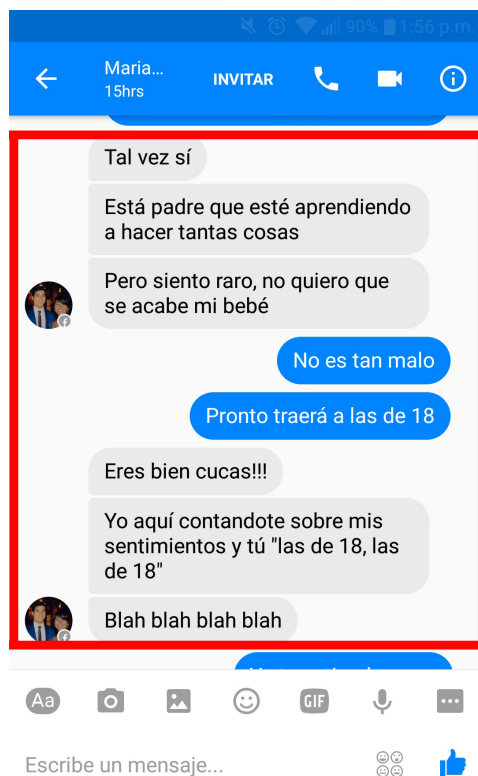 90% 1:56 p.m.
Maria...
15hrs
INVITAR
Tal vez sí
Está padre que esté aprendiendo
a hacer tantas cosas
Pero siento raro, no quiero que
se acabe mi bebé
No es tan malo
Pronto traerá a las de 18
Eres bien cucas!!!
Yo aquí contandote sobre mis
sentimientos y tú "las de 18, las
de 18"
Blah blah blah blah
Aa
GIF
Escribe un mensaje...